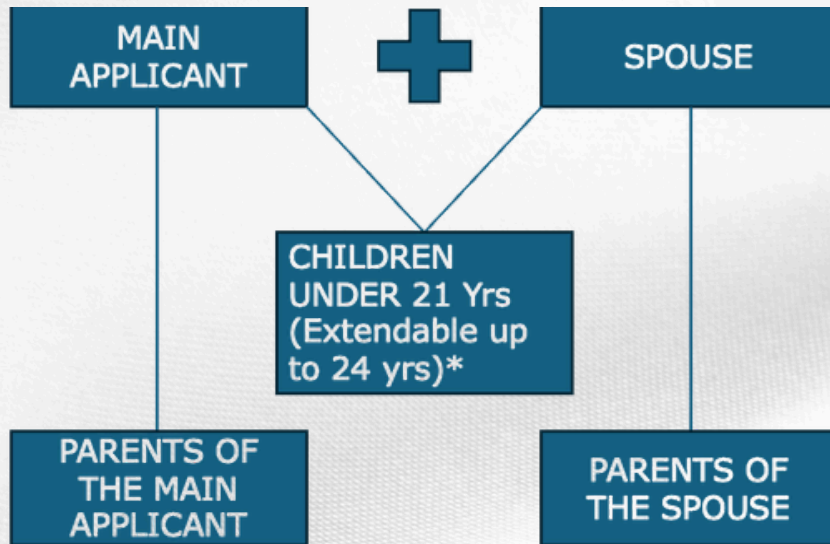 MAIN
APPLICANT
SPOUSE
CHILDREN
UNDER 21 Yrs
(Extendable up
to 24 yrs)*
PARENTS OF
THE MAIN
APPLICANT
PARENTS OF
THE SPOUSE